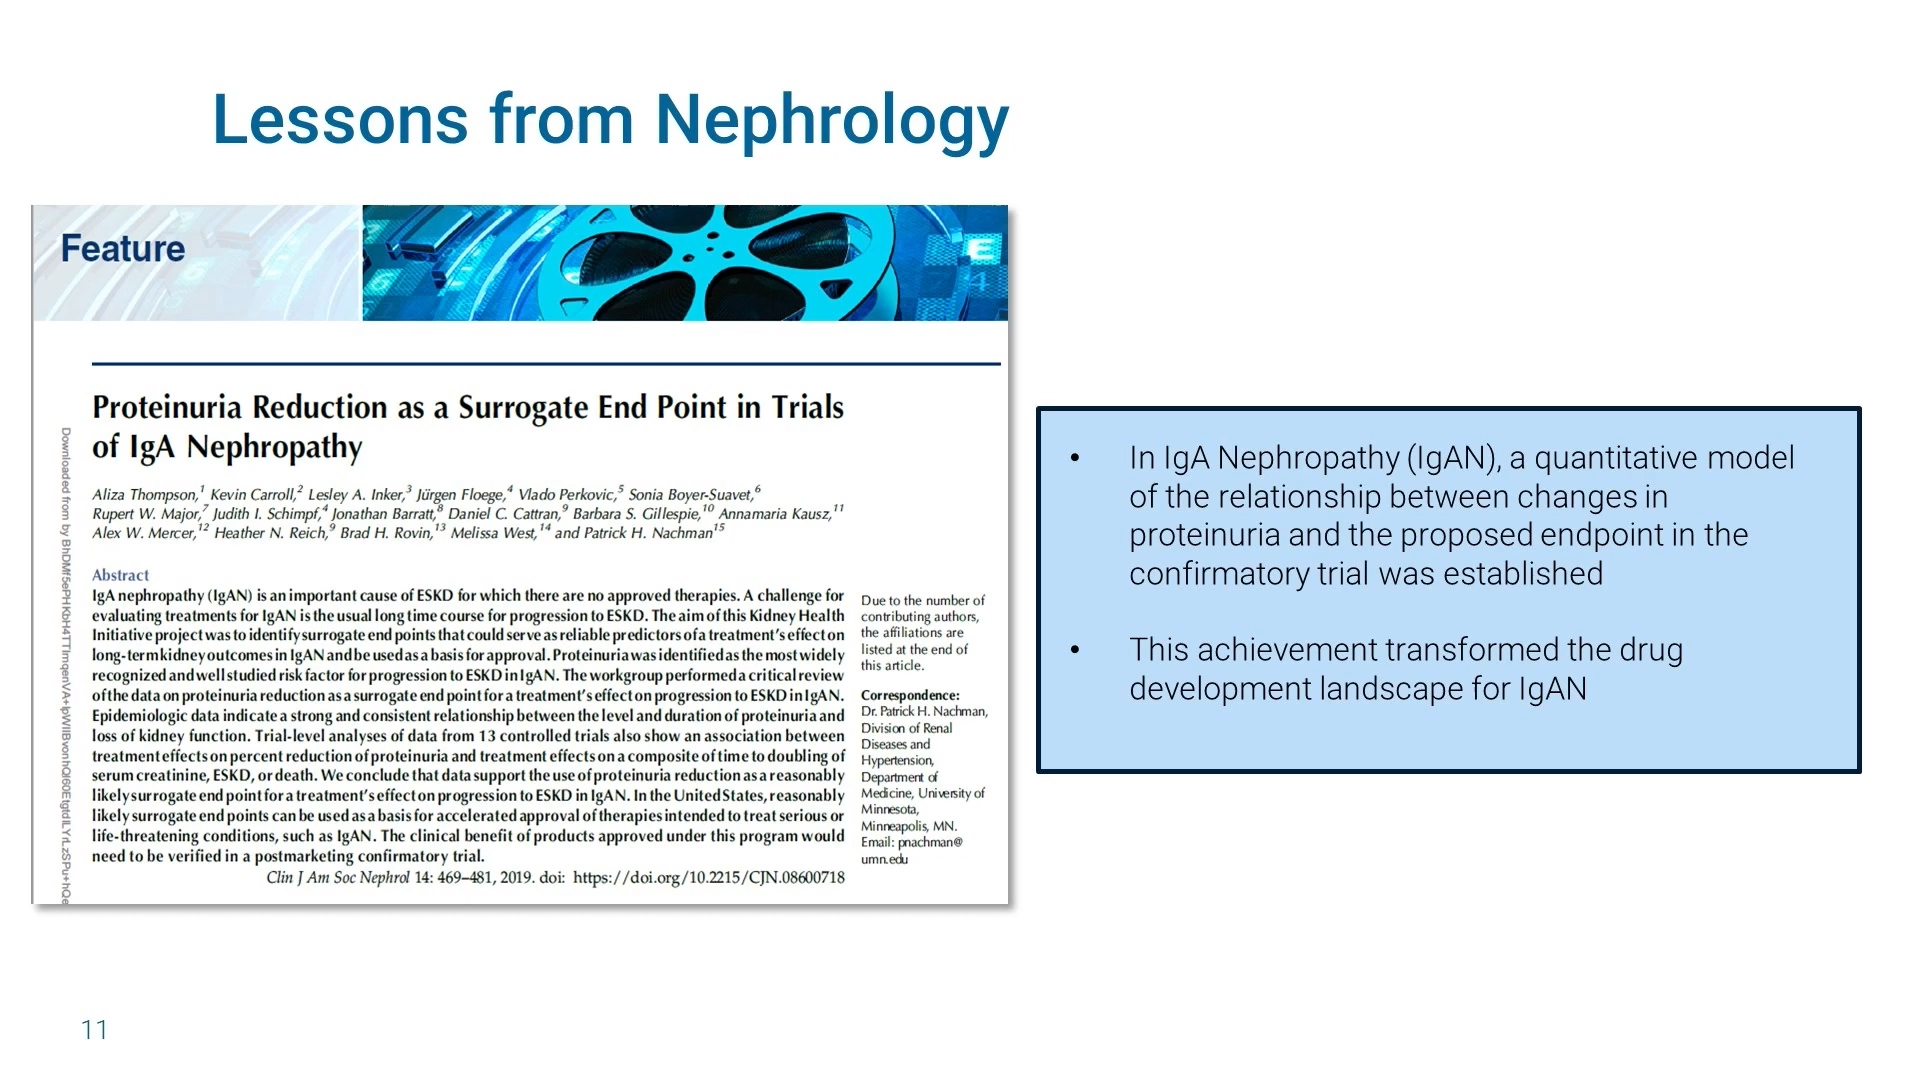 Lessons from Nephrology
Feature
Proteinuria Reduction as a Surrogate End Point in Trials
of IgA Nephropathy
Aliza Thompson,1 Kevin Carroll,2 Lesley A. Inker,3 Jürgen Floege,4 Vlado Perkovic,5 Sonia Boyer-Suavet,6
Rupert W. Major,7 Judith I. Schimpf,4 Jonathan Barratt,8 Daniel C. Cattran,9 Barbara S. Gillespie,10 Annamaria Kausz,11
Alex W. Mercer,12 Heather N. Reich,9 Brad H. Rovin,13 Melissa West,14 and Patrick H. Nachman15
Abstract
IgA nephropathy (IgAN) is an important cause of ESKD for which there are no approved therapies. A challenge for
evaluating treatments for IgAN is the usual long time course for progression to ESKD. The aim of this Kidney Health
Initiative project was to identify surrogate end points that could serve as reliable predictors of a treatment's effect on
long-term kidney outcomes in IgAN and be used as a basis for approval. Proteinuria was identified as the most widely
recognized and well studied risk factor for progression to ESKD in IgAN. The workgroup performed a critical review
of the data on proteinuria reduction as a surrogate end point for a treatment's effect on progression to ESKD in IgAN.
Epidemiologic data indicate a strong and consistent relationship between the level and duration of proteinuria and
loss of kidney function. Trial-level analyses of data from 13 controlled trials also show an association between
treatment effects on percent reduction of proteinuria and treatment effects on a composite of time to doubling of
serum creatinine, ESKD, or death. We conclude that data support the use of proteinuria reduction as a reasonably
likely surrogate end point for a treatment's effect on progression to ESKD in IgAN. In the United States, reasonably
likely surrogate end points can be used as a basis for accelerated approval of therapies intended to treat serious or
life-threatening conditions, such as IgAN. The clinical benefit of products approved under this program would
need to be verified in a postmarketing confirmatory trial.
Clin J Am Soc Nephrol 14: 469–481, 2019. doi: https://doi.org/10.2215/CJN.08600718
Due to the number of
contributing authors,
the affiliations are
listed at the end of
this article.
Correspondence:
Dr. Patrick H. Nachman,
Division of Renal
Diseases and
Hypertension,
Department of
Medicine, University of
Minnesota,
Minneapolis, MN.
Email: pnachman@
umn.edu
Downloaded from by
• In IgA Nephropathy (IgAN), a quantitative model
of the relationship between changes in
proteinuria and the proposed endpoint in the
confirmatory trial was established
• This achievement transformed the drug
development landscape for IgAN
11